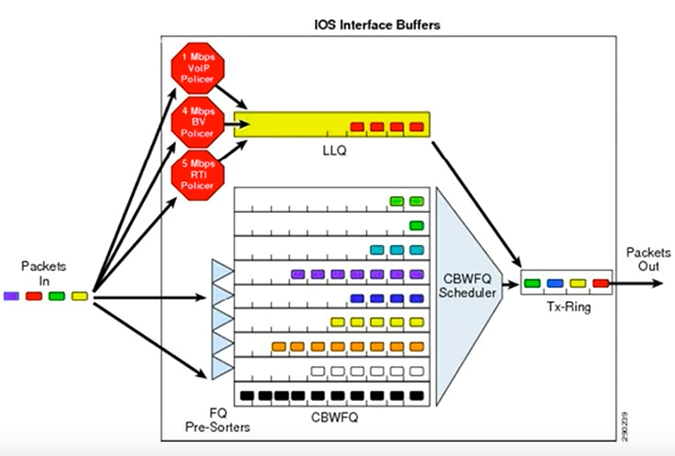 IOS Interface Buffers
1 Mbps
VoIP
Policer
4 Mbps
BV
Policer
5 Mbps
RTI
Policer
LLQ
Packets
In
CBWFQ
Scheduler
Packets
Out
Tx-Ring
FQ
Pre-Sorters
CBWFQ
290239